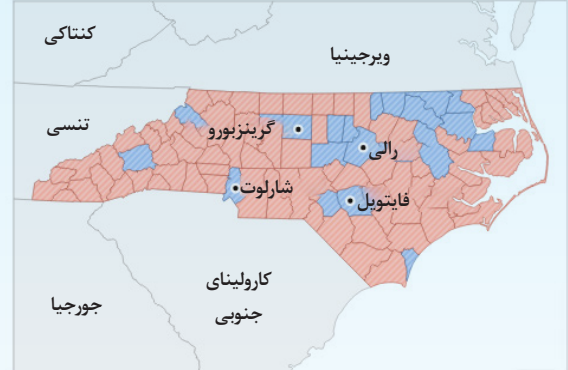 کنتاکی
ویرجینیا
تنسی
گرینزبورو
رالی
شارلوت
فایتویل
کارولینای
جنوبی
جورجیا